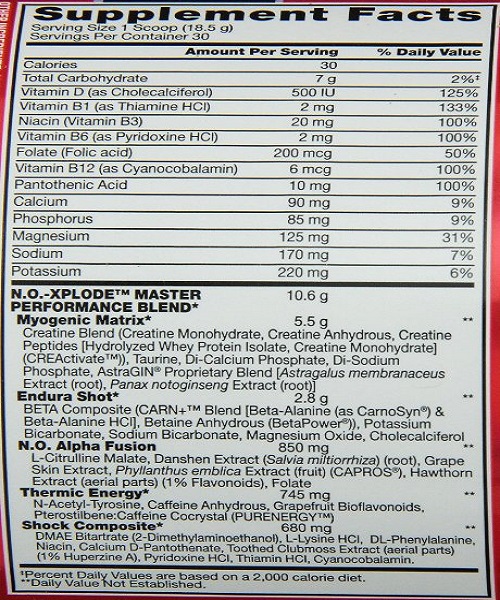 Supplement Facts
Serving Size 1 Scoop (18.5 g)
Servings Per Container 30
Amount Per Serving % Daily Value
Calories 30
Total Carbohydrate 7 g 2%‡
Vitamin D (as Cholecalciferol) 500 IU 125%
Vitamin B1 (as Thiamine HCl) 2 mg 133%
Niacin (Vitamin B3) 20 mg 100%
Vitamin B6 (as Pyridoxine HCl) 2 mg 100%
Folate (Folic acid) 200 mcg 50%
Vitamin B12 (as Cyanocobalamin) 6 mcg 100%
Pantothenic Acid 10 mg 100%
Calcium 90 mg 9%
Phosphorus 85 mg 9%
Magnesium 125 mg 31%
Sodium 170 mg 7%
Potassium 220 mg 6%
N.O.-XPLODE™ MASTER 10.6 g
PERFORMANCE BLEND*
Myogenic Matrix* 5.5 g **
Creatine Blend (Creatine Monohydrate, Creatine Anhydrous, Creatine
Peptides [Hydrolyzed Whey Protein Isolate, Creatine Monohydrate]
(CREActivate™)), Taurine, Di-Calcium Phosphate, Di-Sodium
Phosphate, AstraGIN® Proprietary Blend [Astragalus membranaceus
Extract (root), Panax notoginseng Extract (root)]
Endura Shot* 2.8 g **
BETA Composite (CARN+™ Blend [Beta-Alanine (as CarnoSyn®) &
Beta-Alanine HCl], Betaine Anhydrous (BetaPower®)), Potassium
Bicarbonate, Sodium Bicarbonate, Magnesium Oxide, Cholecalciferol
N.O. Alpha Fusion 850 mg **
L-Citrulline Malate, Danshen Extract (Salvia miltiorrhiza) (root), Grape
Skin Extract, Phyllanthus emblica Extract (fruit) (CAPROS®), Hawthorn
Extract (aerial parts) (1% Flavonoids), Folate
Thermic Energy* 745 mg **
N-Acetyl-Tyrosine, Caffeine Anhydrous, Grapefruit Bioflavonoids,
Pterostilbene:Caffeine Cocrystal (PURENERGY™)
Shock Composite* 680 mg **
DMAE Bitartrate (2-Dimethylaminoethanol), L-Lysine HCl, DL-Phenylalanine,
Niacin, Calcium D-Pantothenate, Toothed Clubmoss Extract (aerial parts)
(1% Huperzine A), Pyridoxine HCl, Thiamin HCl, Cyanocobalamin.
‡Percent Daily Values are based on a 2,000 calorie diet.
**Daily Value Not Established.